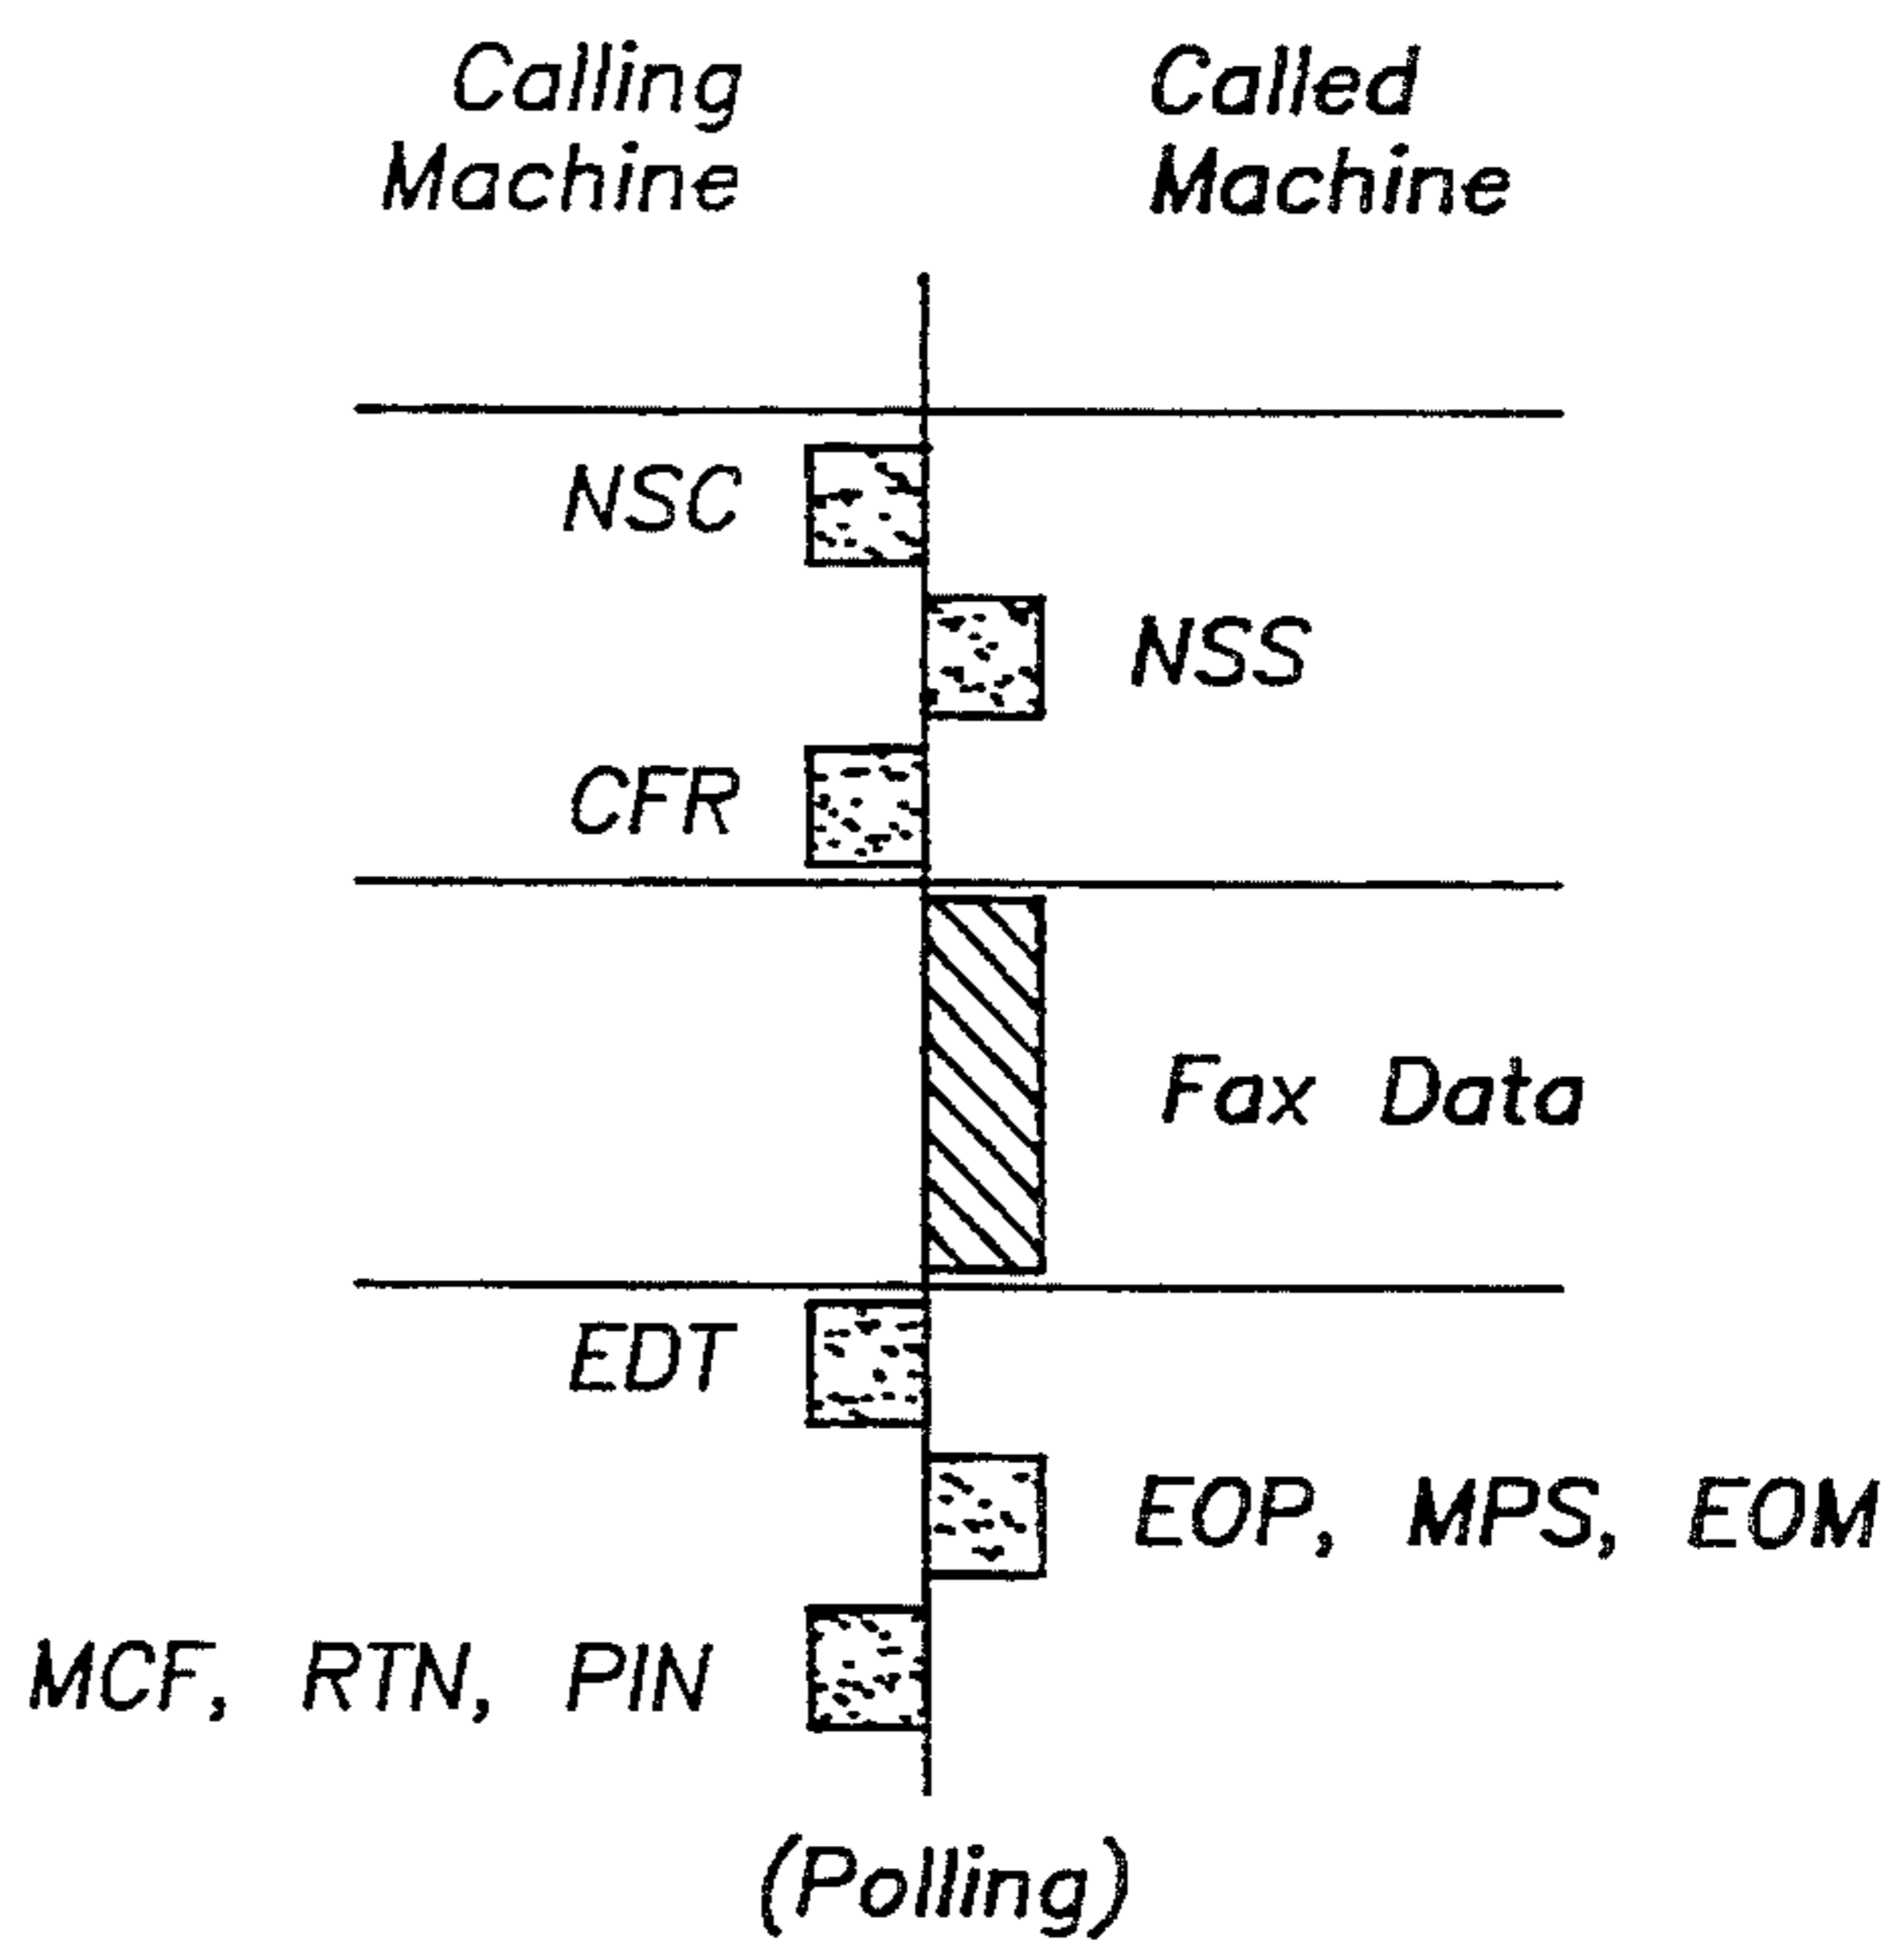 Calling
Machine
Called
Machine
NSC
NSS
CFR
Fax Data
EDT
EOP, MPS, EOM
MCF, RTN, PIN
(Polling)